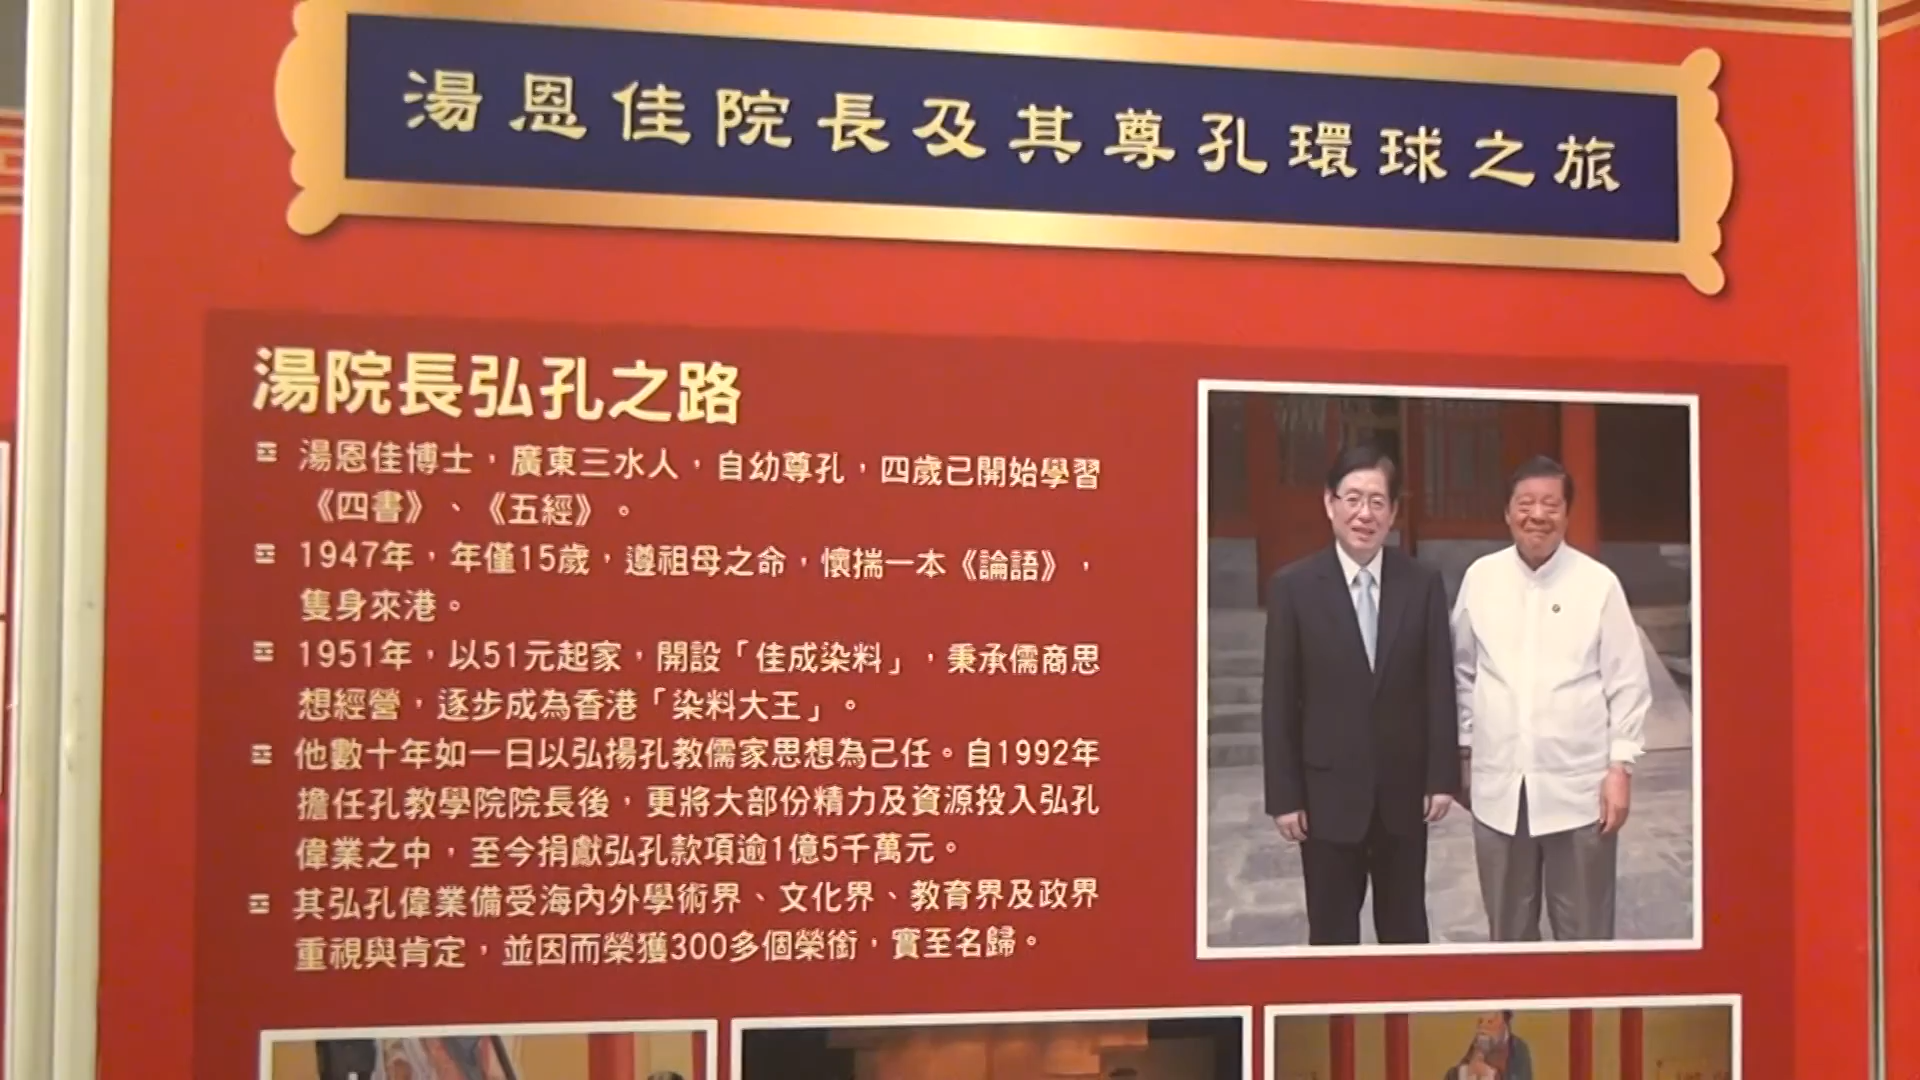 湯恩佳院長及其尊孔環球之旅
湯院長弘孔之路
湯恩佳博士，廣東三水人，自幼尊孔，四歲已開始學習
《四書》、《五經》。
1947年，年僅15歲，遵祖母之命，懷揣一本《論語》，
隻身來港。
1951年，以51元起家，開設「佳成染料」，秉承儒商思
想經營，逐步成為香港「染料大王」。
他數十年如一日以弘揚孔教儒家思想為己任。自1992年
擔任孔教學院院長後，更將大部份精力及資源投入弘孔
偉業之中，至今捐獻弘孔款項逾1億5千萬元。
其弘孔偉業備受海內外學術界、文化界、教育界及政界
重視與肯定，並因而榮獲300多個榮銜，實至名歸。